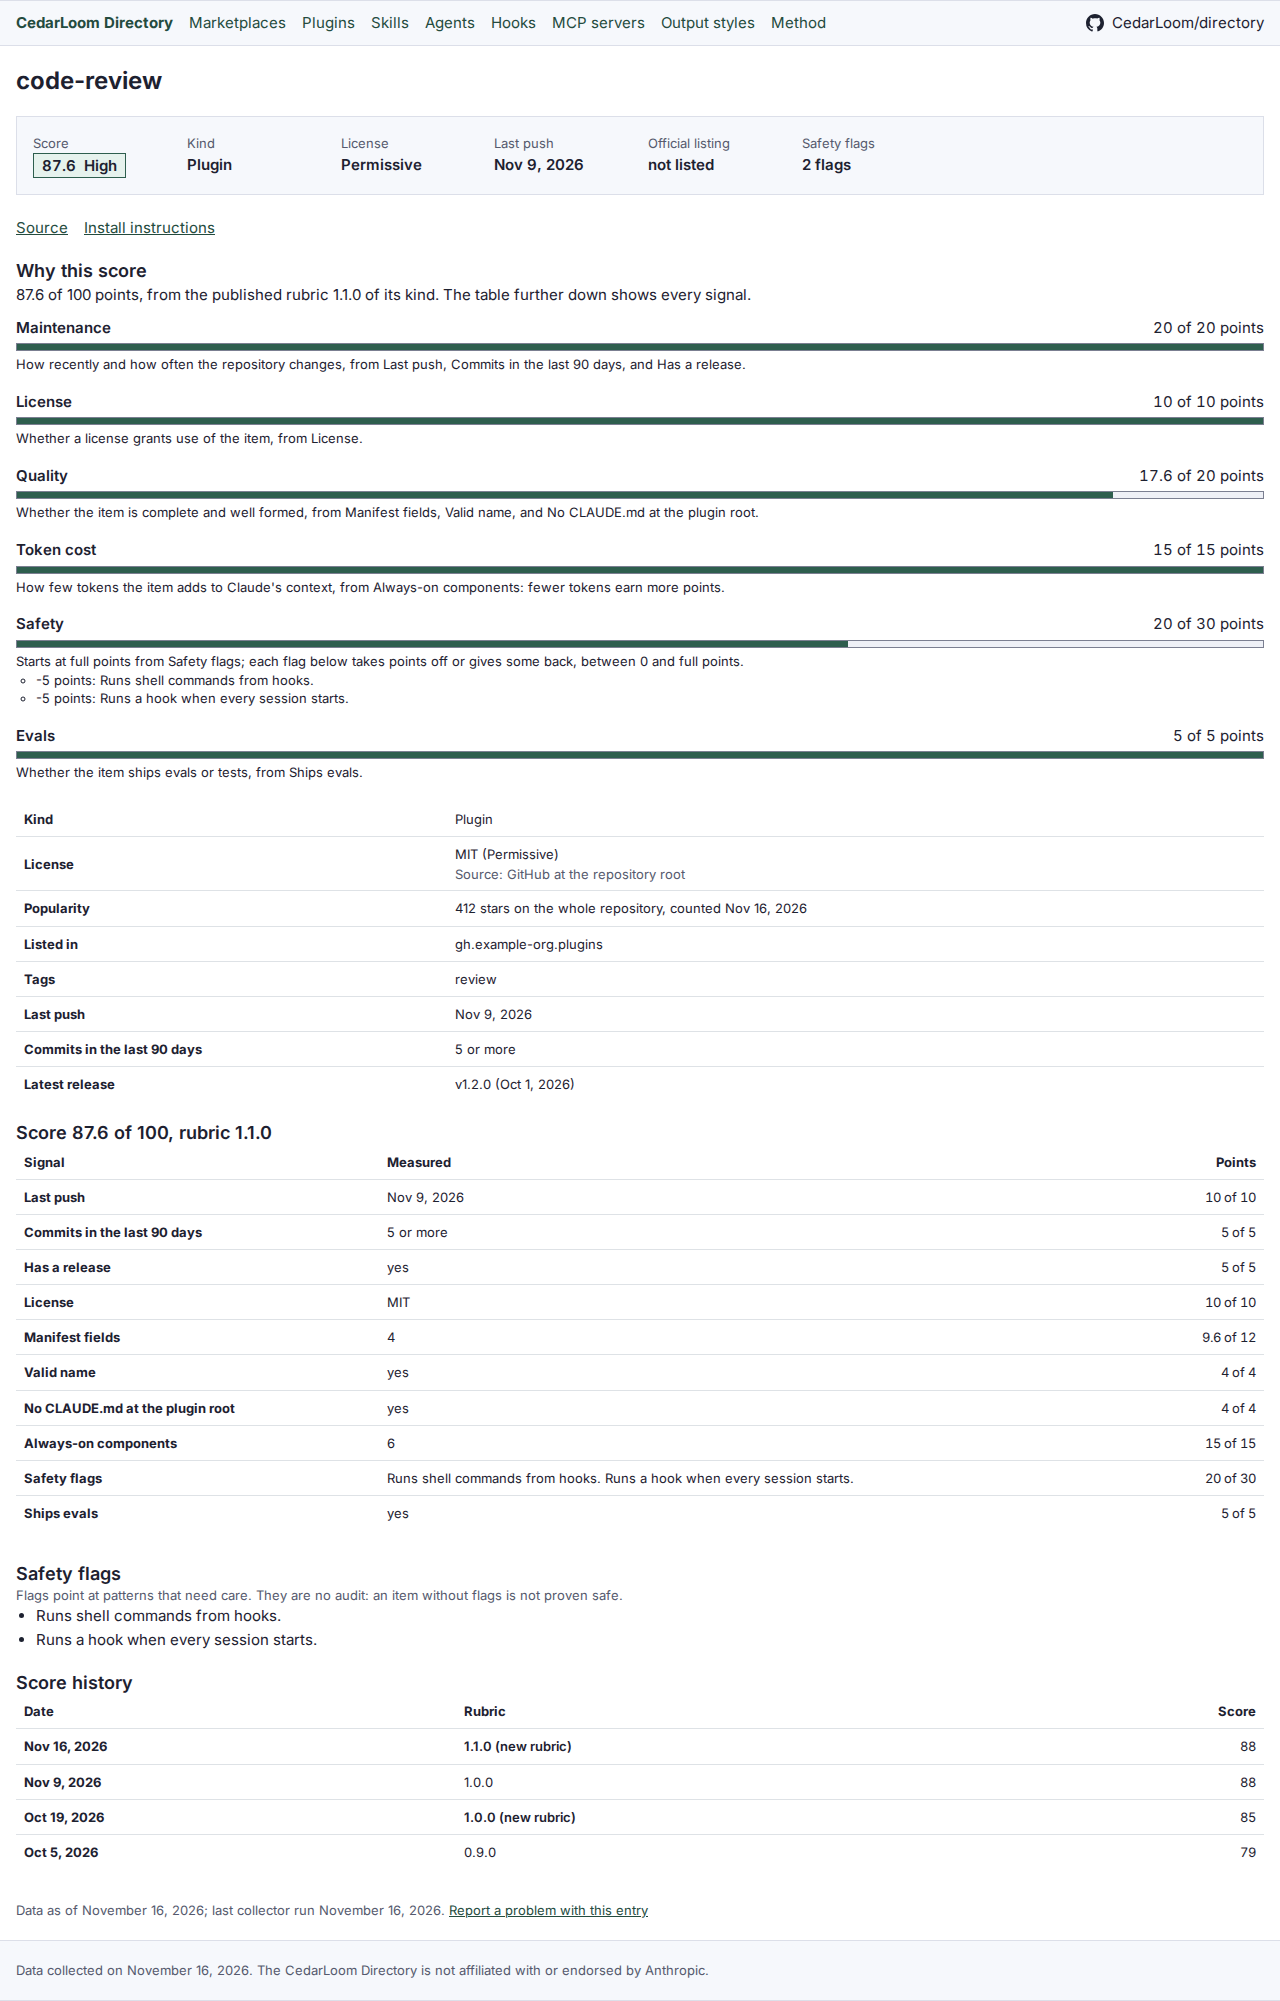 CedarLoom Directory Marketplaces Plugins Skills Agents Hooks MCP servers Output styles Method CedarLoom/directory
code-review
Score Kind License Last push Official listing Safety flags
87.6 High Plugin Permissive Nov 9, 2026 not listed 2 flags
Source Install instructions
Why this score
87.6 of 100 points, from the published rubric 1.1.0 of its kind. The table further down shows every signal.
Maintenance 20 of 20 points
How recently and how often the repository changes, from Last push, Commits in the last 90 days, and Has a release.
License 10 of 10 points
Whether a license grants use of the item, from License.
Quality 17.6 of 20 points
Whether the item is complete and well formed, from Manifest fields, Valid name, and No CLAUDE.md at the plugin root.
Token cost 15 of 15 points
How few tokens the item adds to Claude's context, from Always-on components: fewer tokens earn more points.
Safety 20 of 30 points
Starts at full points from Safety flags; each flag below takes points off or gives some back, between 0 and full points.
-5 points: Runs shell commands from hooks.
-5 points: Runs a hook when every session starts.
Evals 5 of 5 points
Whether the item ships evals or tests, from Ships evals.
Kind Plugin
License MIT (Permissive)
Source: GitHub at the repository root
Popularity 412 stars on the whole repository, counted Nov 16, 2026
Listed in gh.example-org.plugins
Tags review
Last push Nov 9, 2026
Commits in the last 90 days 5 or more
Latest release v1.2.0 (Oct 1, 2026)
Score 87.6 of 100, rubric 1.1.0
Signal Measured Points
Last push Nov 9, 2026 10 of 10
Commits in the last 90 days 5 or more 5 of 5
Has a release yes 5 of 5
License MIT 10 of 10
Manifest fields 4 9.6 of 12
Valid name yes 4 of 4
No CLAUDE.md at the plugin root yes 4 of 4
Always-on components 6 15 of 15
Safety flags Runs shell commands from hooks. Runs a hook when every session starts. 20 of 30
Ships evals yes 5 of 5
Safety flags
Flags point at patterns that need care. They are no audit: an item without flags is not proven safe.
Runs shell commands from hooks.
Runs a hook when every session starts.
Score history
Date Rubric Score
Nov 16, 2026 1.1.0 (new rubric) 88
Nov 9, 2026 1.0.0 88
Oct 19, 2026 1.0.0 (new rubric) 85
Oct 5, 2026 0.9.0 79
Data as of November 16, 2026; last collector run November 16, 2026. Report a problem with this entry
Data collected on November 16, 2026. The CedarLoom Directory is not affiliated with or endorsed by Anthropic.